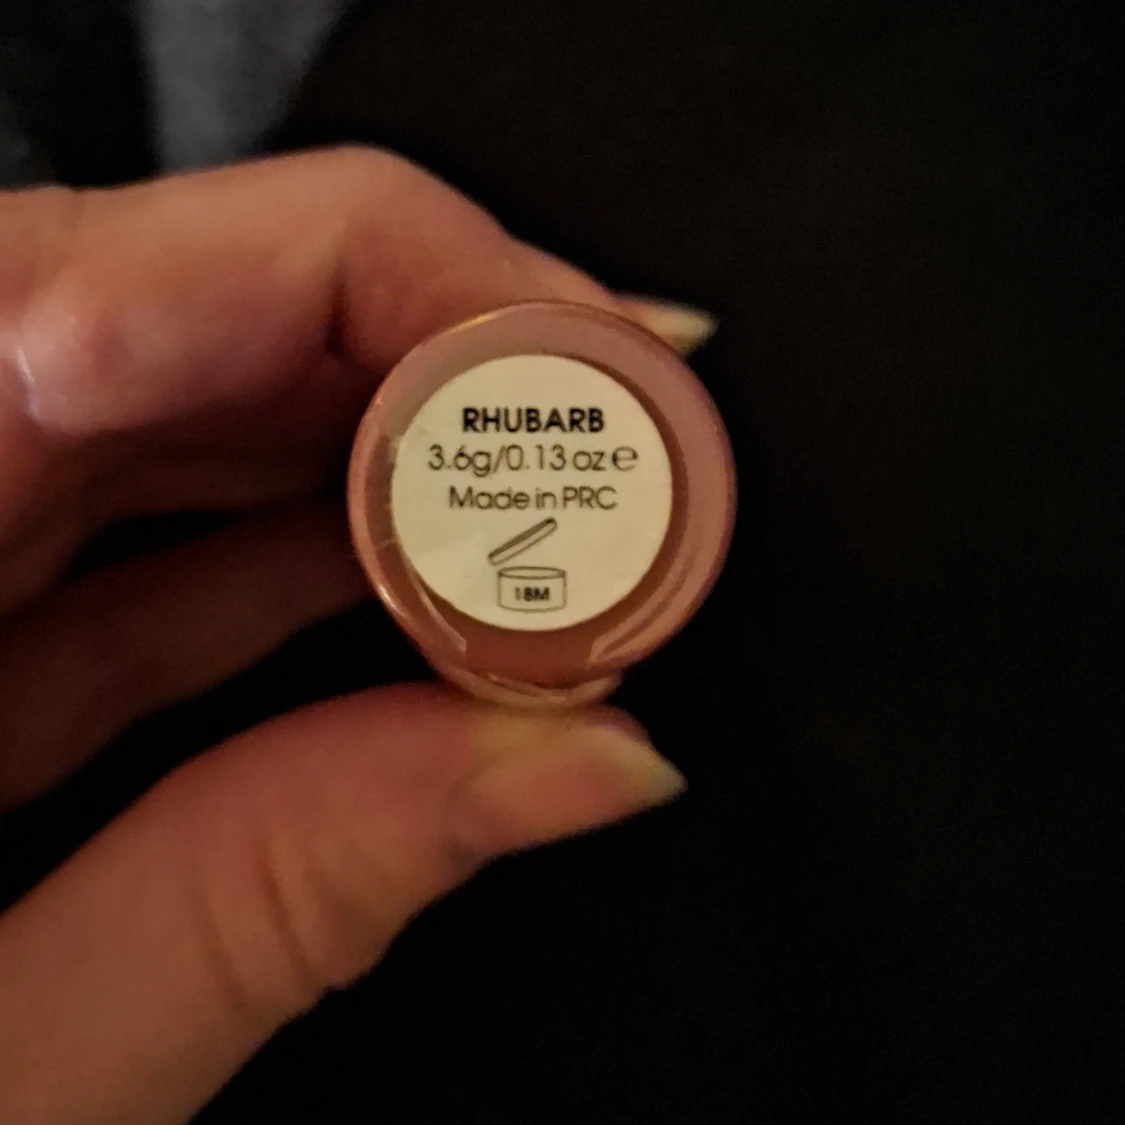 RHUBARB
3.6g/0.13 oz ℮
Made in PRC
18M